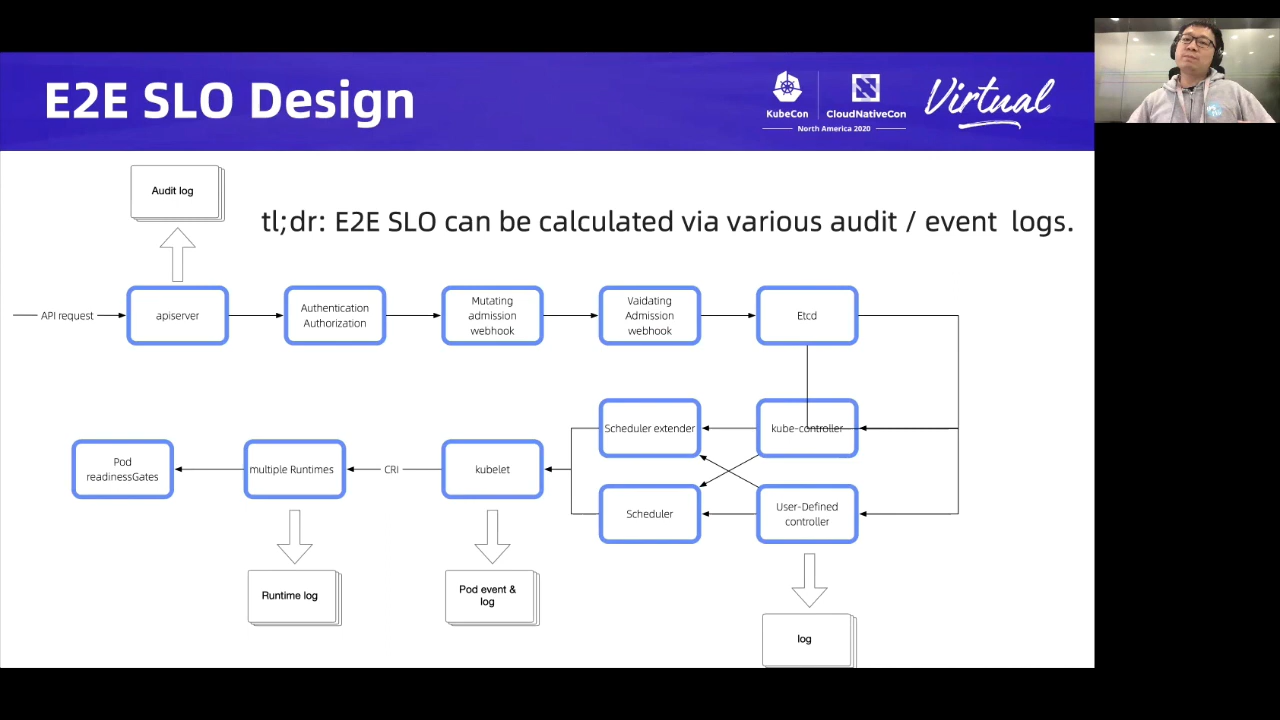 E2E SLO Design
KubeCon
CloudNativeCon
North America 2020
Virtual
Audit log
tl;dr: E2E SLO can be calculated via various audit / event logs.
API request
apiserver
Authentication
Authorization
Mutating
admission
webhook
Vaidating
Admission
webhook
Etcd
Scheduler extender
kube-controller
Pod
readinessGates
multiple Runtimes
CRI
kubelet
Scheduler
User-Defined
controller
Runtime log
Pod event &
log
log